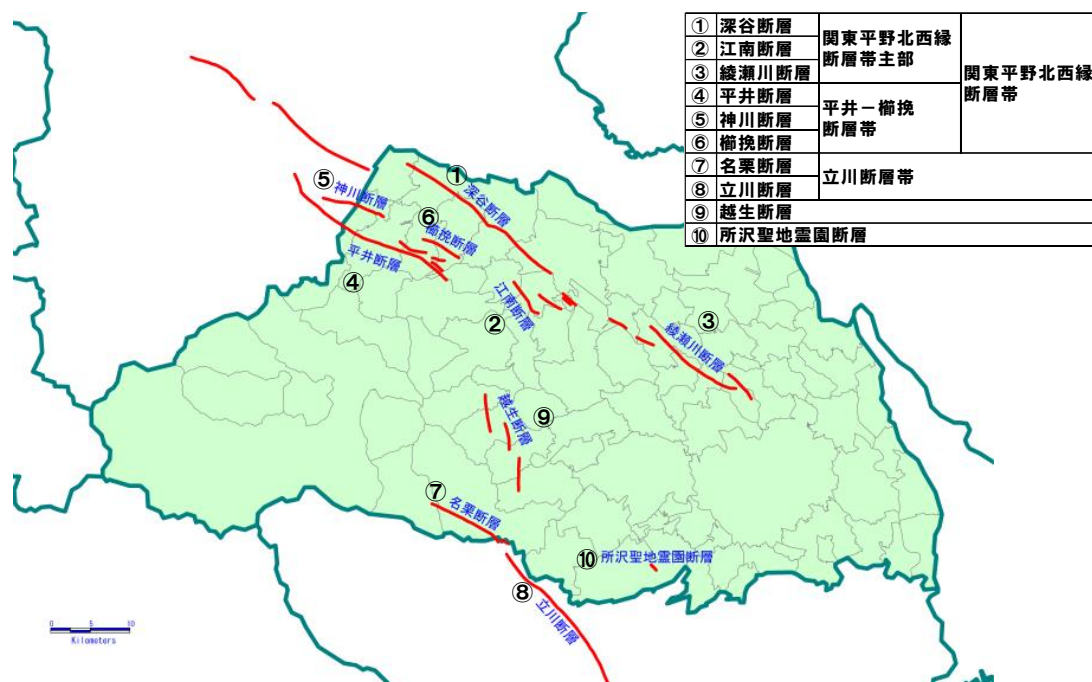 ① 深谷断層
② 江南断層
③ 綾瀬川断層
関東平野北西縁
断層帯主部
④ 平井断層
⑤ 神川断層
⑥ 櫛挽断層
平井-櫛挽
断層帯
関東平野北西縁
断層帯
⑦ 名栗断層
⑧ 立川断層
立川断層帯
⑨ 越生断層
⑩ 所沢聖地霊園断層
① 深谷断層
⑤ 神川断層
⑥ 櫛挽断層
平井断層
④
江南断層
②
③
綾瀬川断層
越生断層 ⑨
⑦ 名栗断層
⑩ 所沢聖地霊園断層
⑧ 立川断層
0 5 10
Kilometers